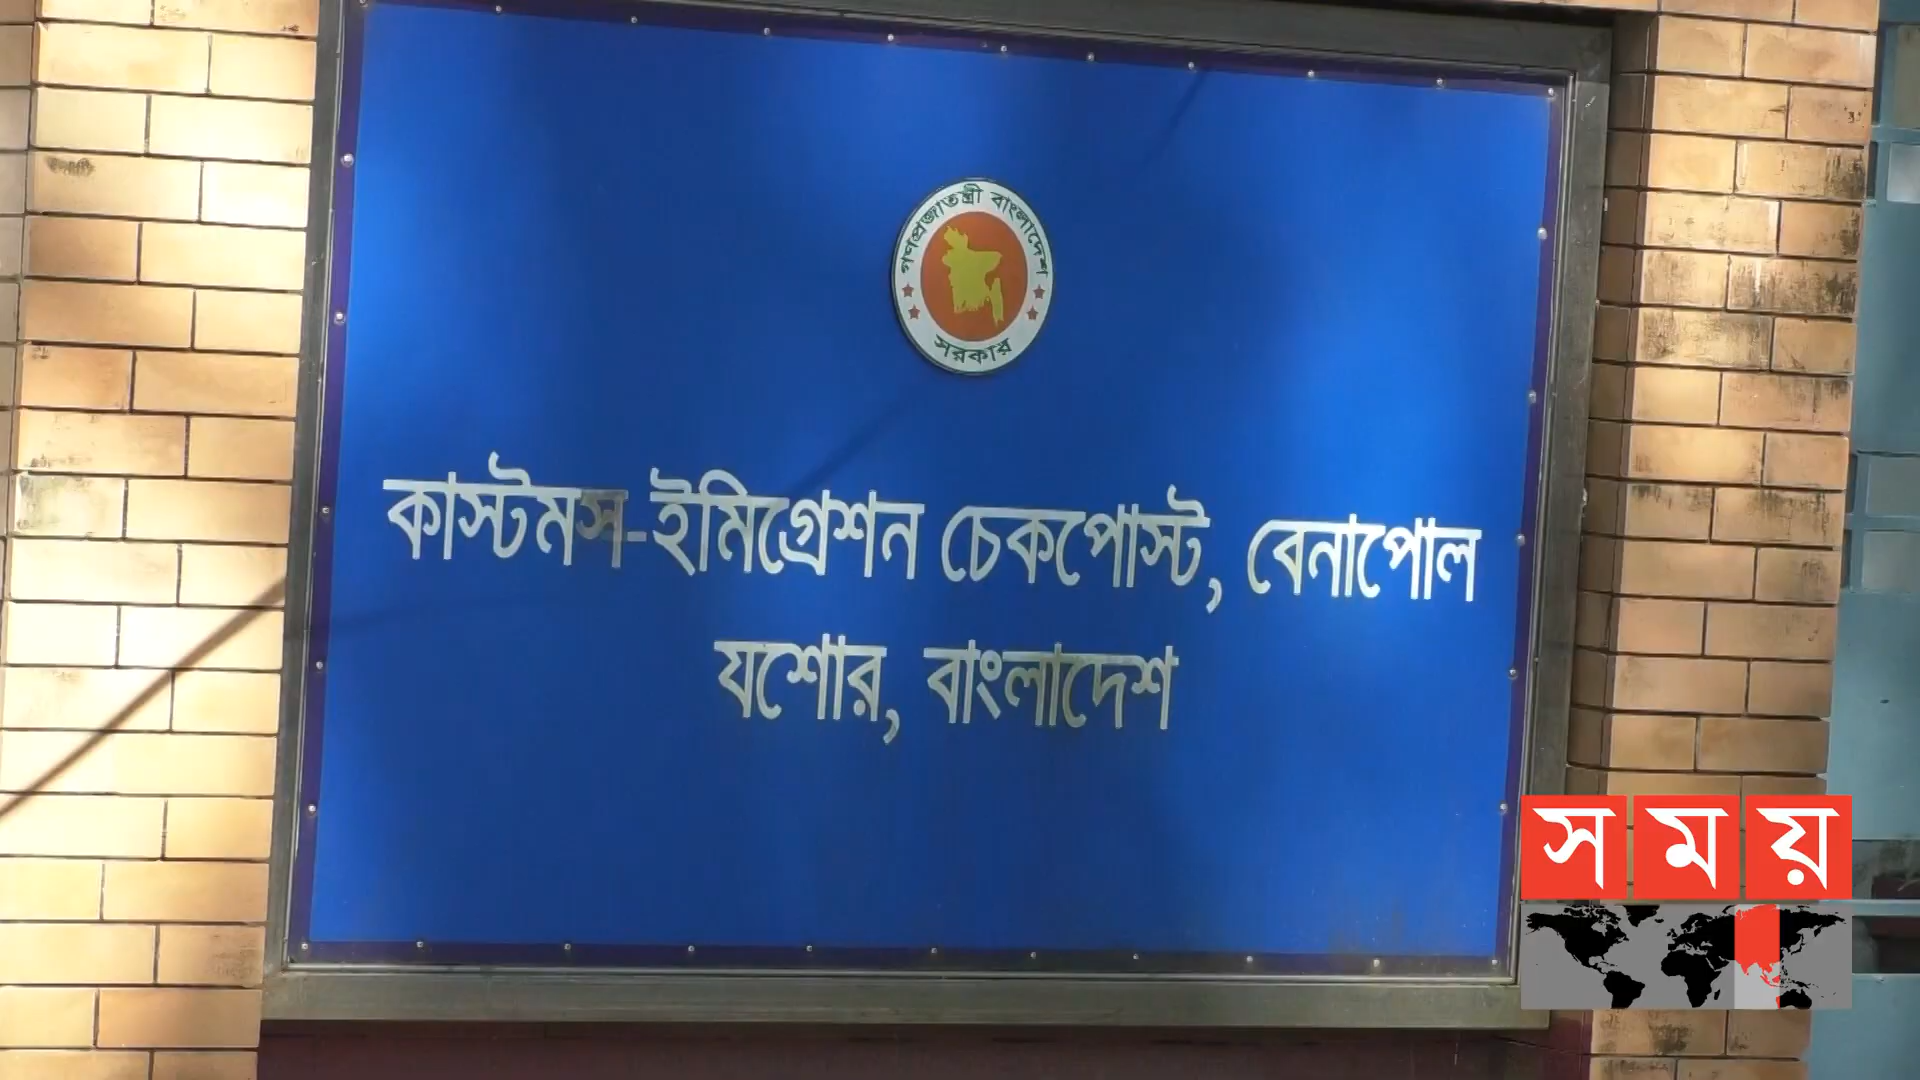 গণপ্রজাতন্ত্রী বাংলাদেশ
সরকার
কাস্টমস-ইমিগ্রেশন চেকপোস্ট, বেনাপোল
যশোর, বাংলাদেশ
সময়